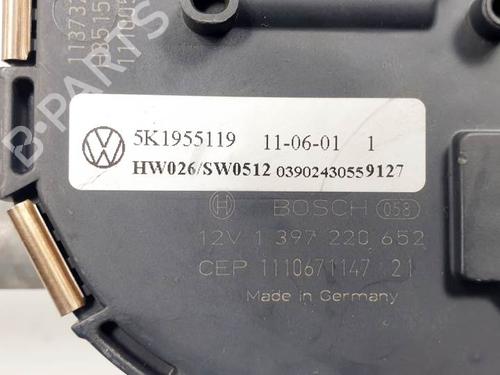 5K1955119 11-06-01 1
HW026/SW0512 03902430559127
BOSCH 058
12V 1 397 220 652
CEP 1110671147 21
Made in Germany